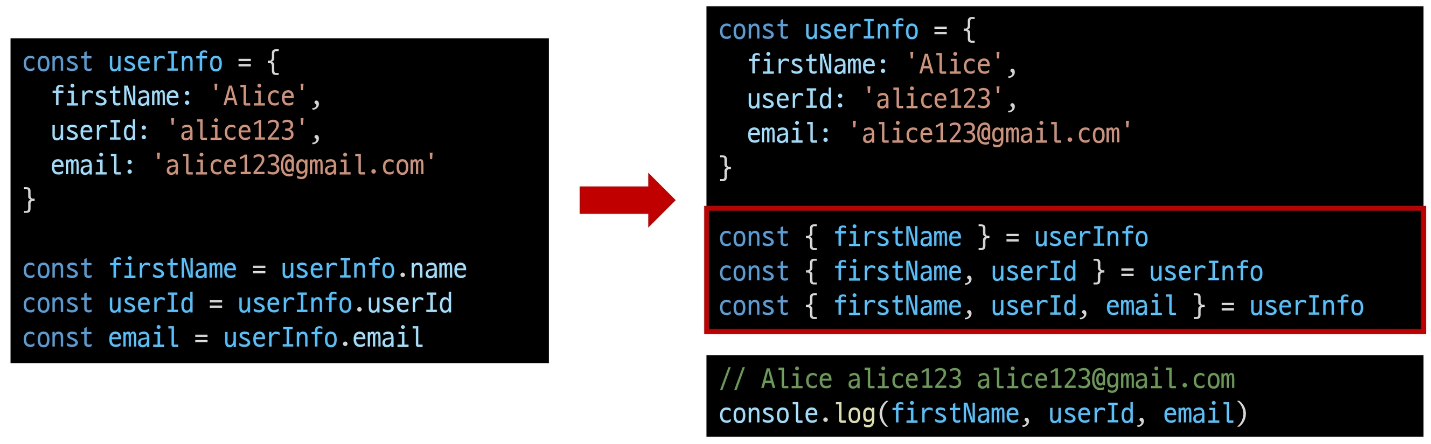 const userInfo = {
  firstName: 'Alice',
  userId: 'alice123',
  email: 'alice123@gmail.com'
}
const firstName = userInfo.name
const userId = userInfo.userId
const email = userInfo.email
const userInfo = {
  firstName: 'Alice',
  userId: 'alice123',
  email: 'alice123@gmail.com'
}
const { firstName } = userInfo
const { firstName, userId } = userInfo
const { firstName, userId, email } = userInfo
// Alice alice123 alice123@gmail.com
console.log(firstName, userId, email)